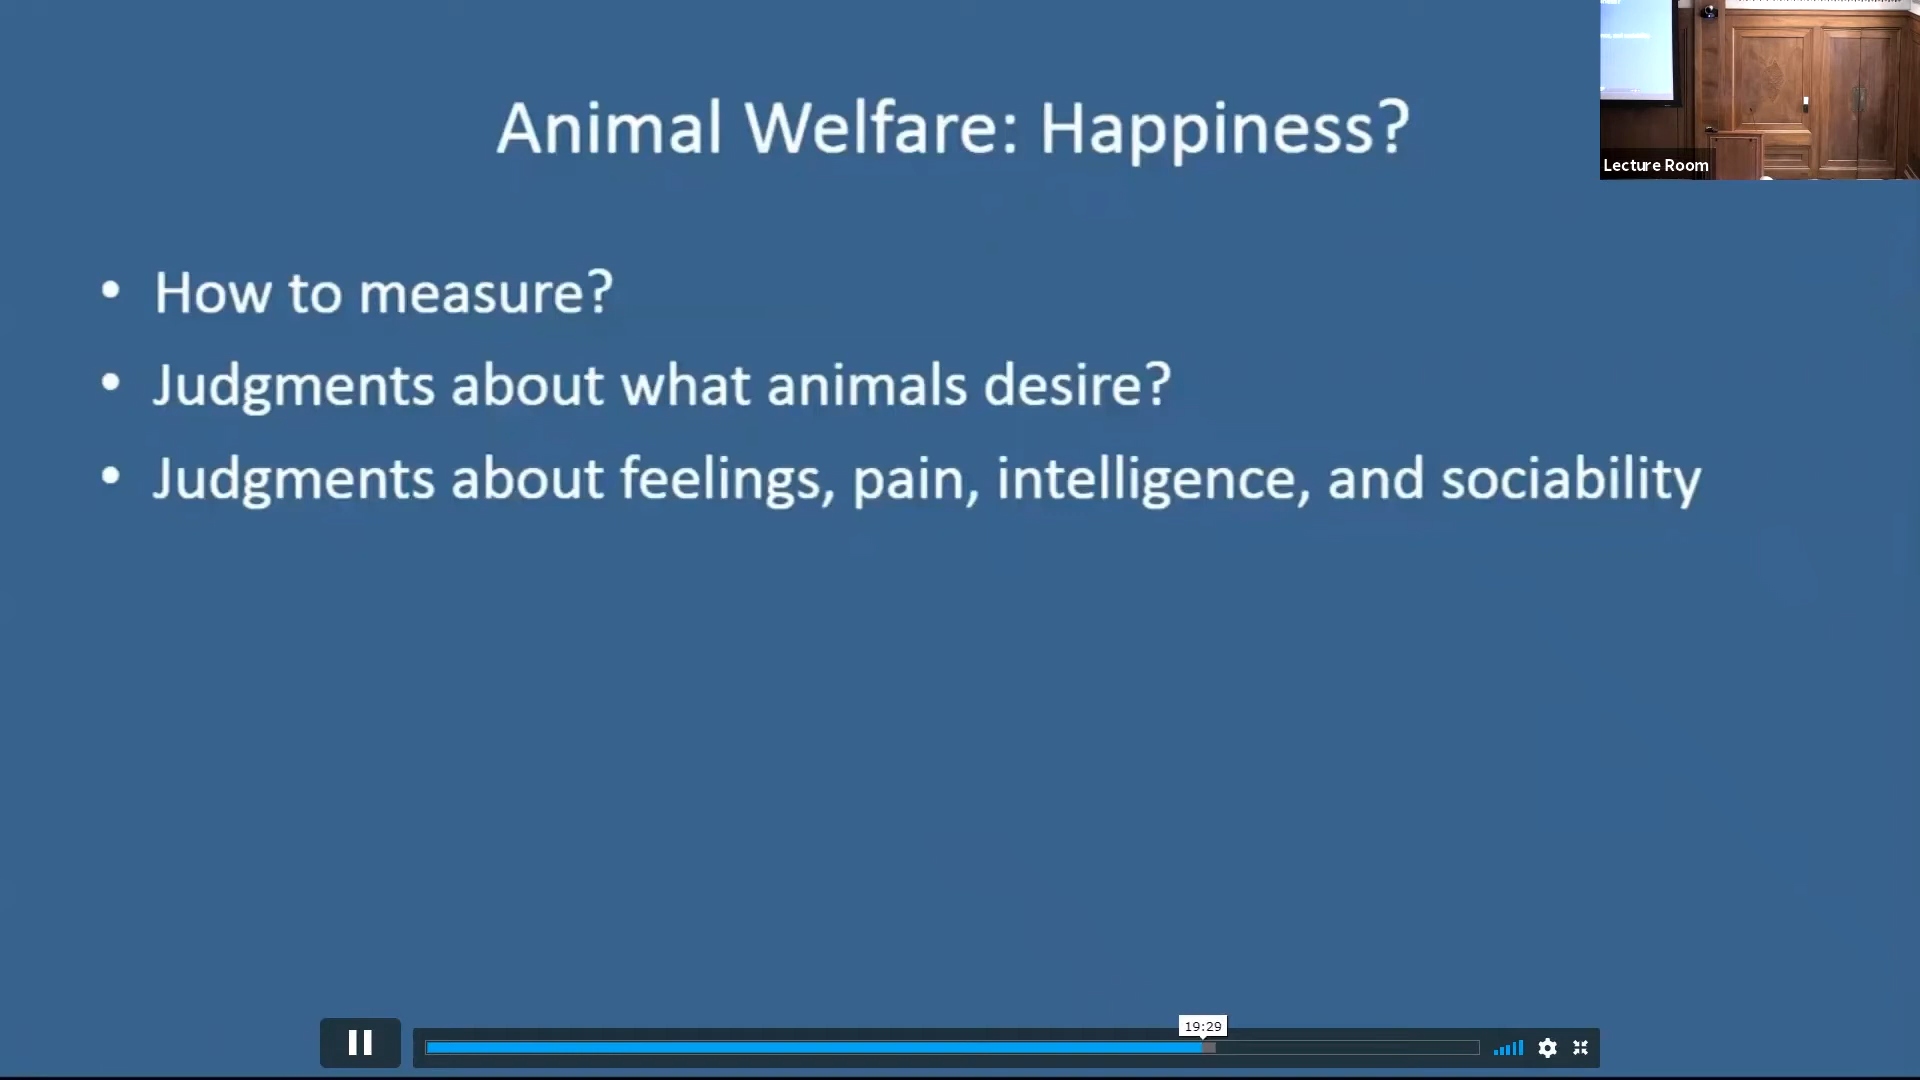 Animal Welfare: Happiness?
Lecture Room
• How to measure?
• Judgments about what animals desire?
• Judgments about feelings, pain, intelligence, and sociability
19:29